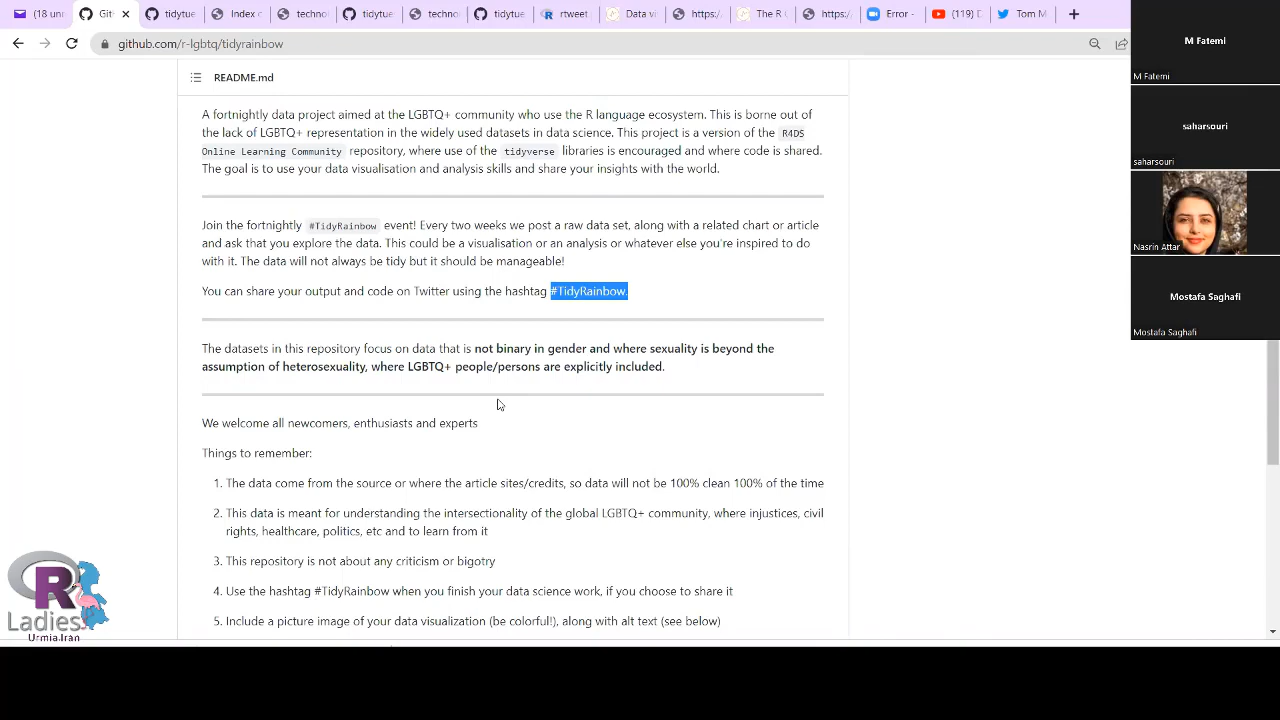 (18 un
Git
tidytue
https:/
technol
tidytue
techno
tidytue
rtweet
Data vi
https:/
The R G
https:/
Error -
(119) D
Tom M
github.com/r-lgbtq/tidyrainbow
README.md
A fortnightly data project aimed at the LGBTQ+ community who use the R language ecosystem. This is borne out of
the lack of LGBTQ+ representation in the widely used datasets in data science. This project is a version of the R4DS
Online Learning Community repository, where use of the tidyverse libraries is encouraged and where code is shared.
The goal is to use your data visualisation and analysis skills and share your insights with the world.
Join the fortnightly #TidyRainbow event! Every two weeks we post a raw data set, along with a related chart or article
and ask that you explore the data. This could be a visualisation or an analysis or whatever else you're inspired to do
with it. The data will not always be tidy but it should be manageable!
You can share your output and code on Twitter using the hashtag #TidyRainbow.
The datasets in this repository focus on data that is not binary in gender and where sexuality is beyond the
assumption of heterosexuality, where LGBTQ+ people/persons are explicitly included.
We welcome all newcomers, enthusiasts and experts
Things to remember:
1. The data come from the source or where the article sites/credits, so data will not be 100% clean 100% of the time
2. This data is meant for understanding the intersectionality of the global LGBTQ+ community, where injustices, civil
rights, healthcare, politics, etc and to learn from it
3. This repository is not about any criticism or bigotry
4. Use the hashtag #TidyRainbow when you finish your data science work, if you choose to share it
5. Include a picture image of your data visualization (be colorful!), along with alt text (see below)
M Fatemi
M Fatemi
saharsouri
saharsouri
Nasrin Attar
Mostafa Saghafi
Mostafa Saghafi
R
Ladies
Urmia.Iran